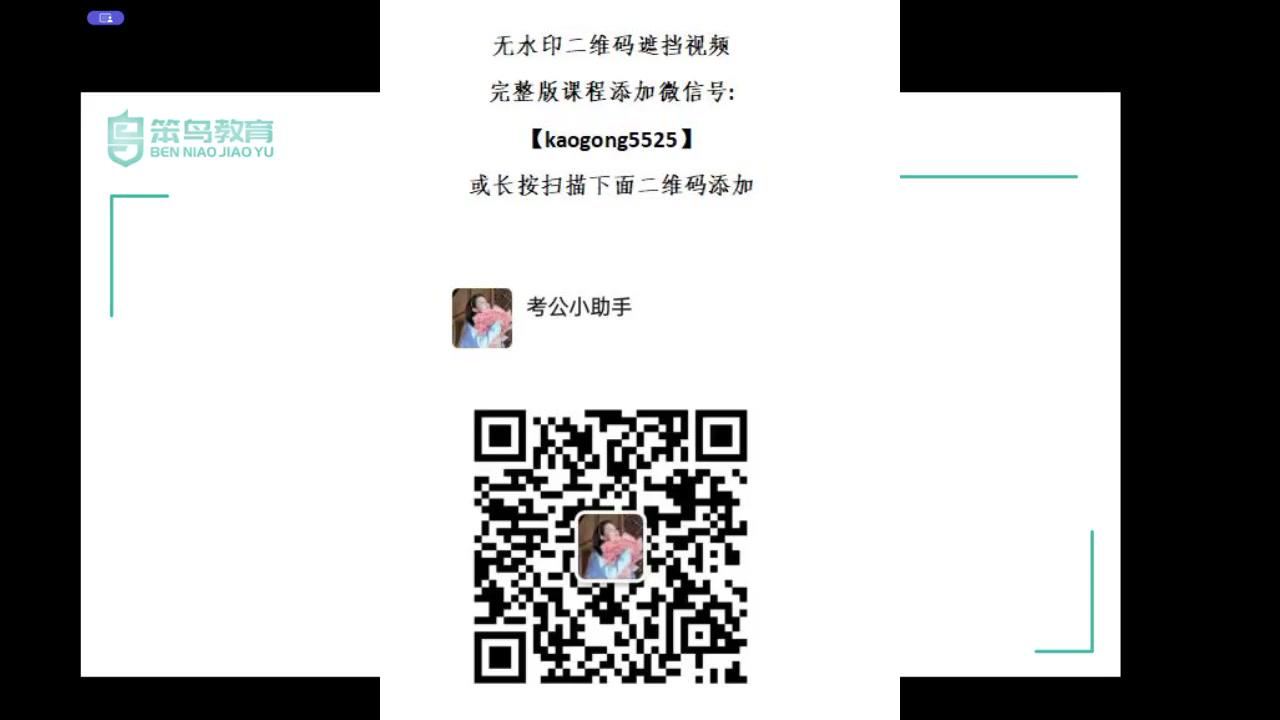 无水印二维码遮挡视频
完整版课程添加微信号:
【kaogong5525】
或长按扫描下面二维码添加
笨鸟教育
BEN NIAO JIAO YU
考公小助手